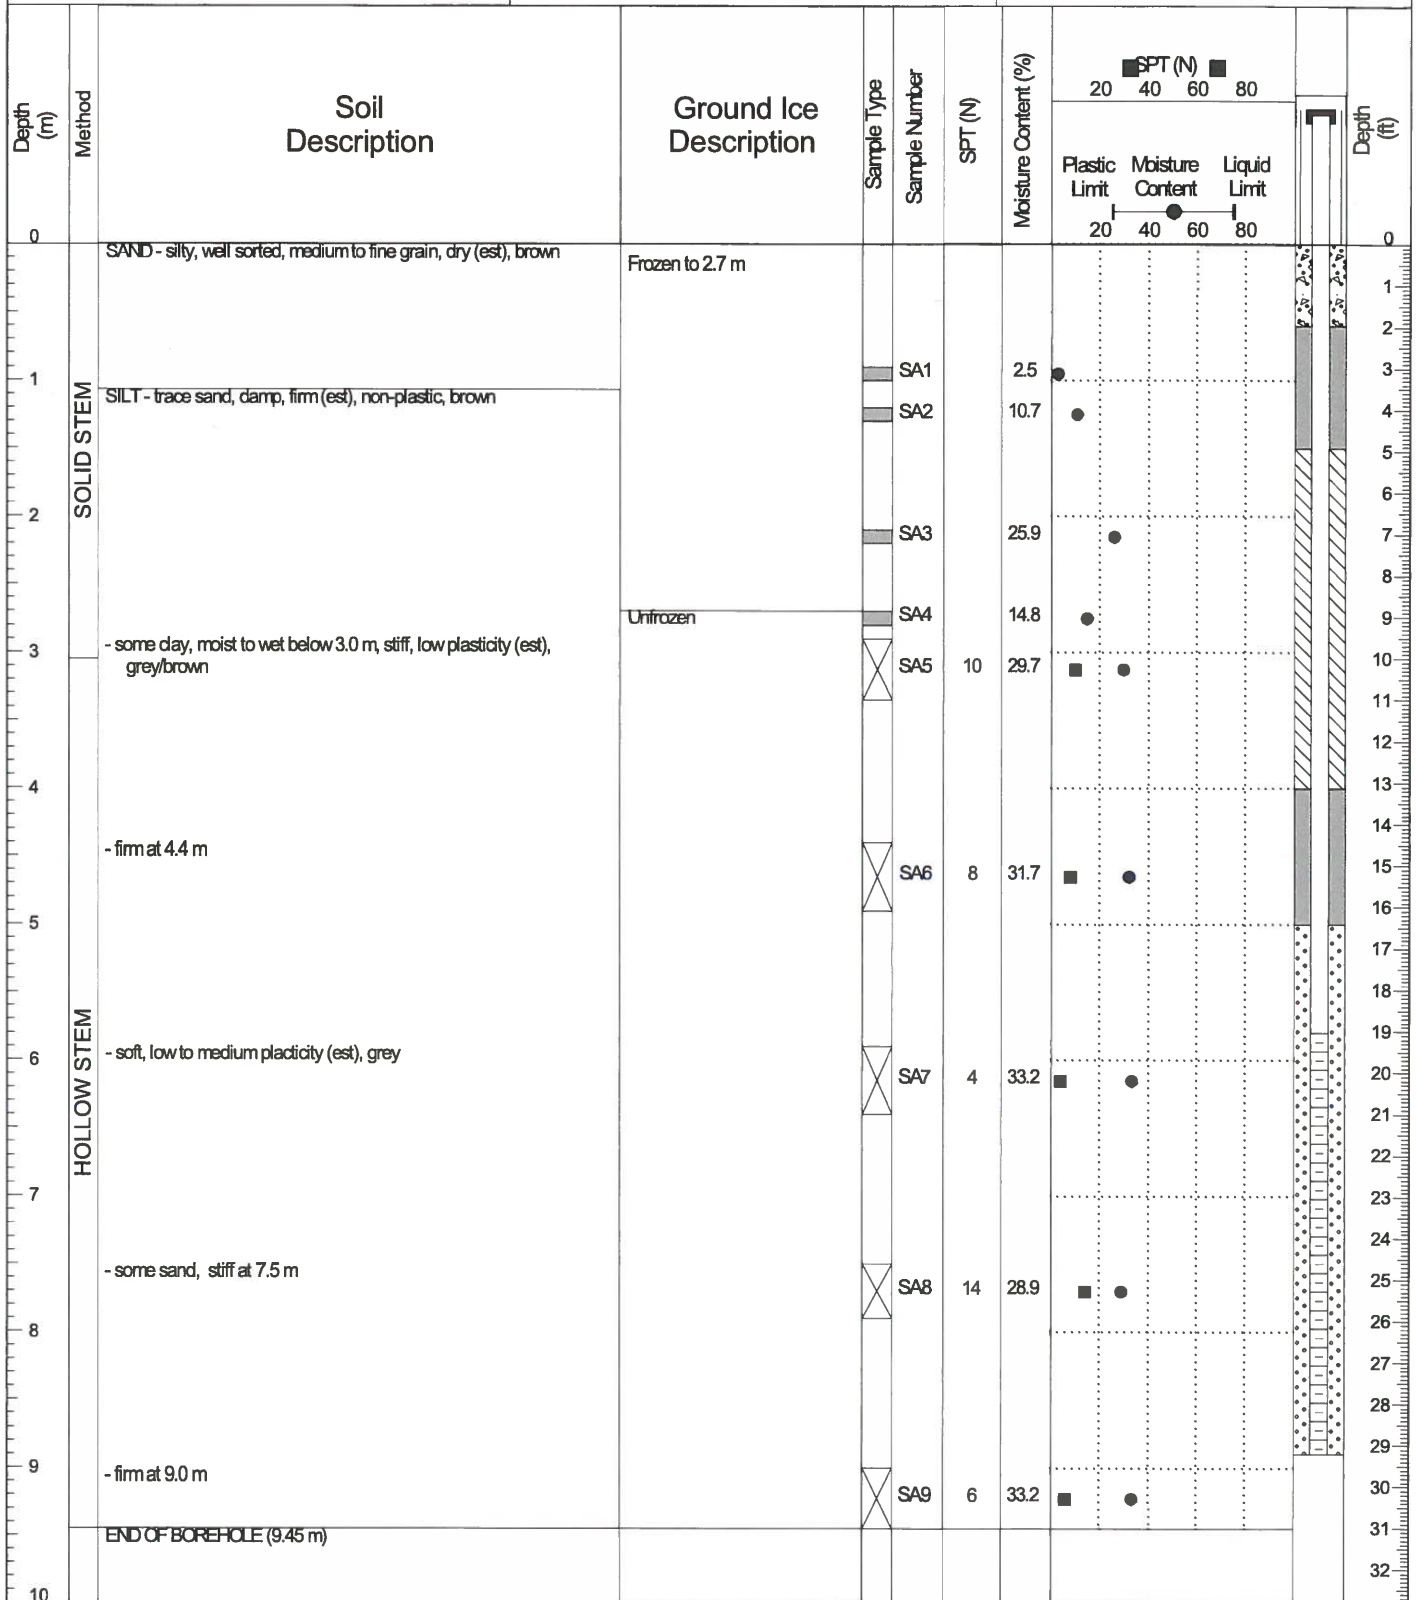 Depth
(m)
Method
Soil
Description
Ground Ice
Description
Sample Type
Sample Number
SPT (N)
Moisture Content (%)
SPT (N)
20 40 60 80
Plastic Moisture Liquid
Limit Content Limit
20 40 60 80
Depth
(ft)
0
SAND - silty, well sorted, medium to fine grain, dry (est), brown
Frozen to 2.7 m
0
1
2
SA1 2.5
3
1
SILT - trace sand, damp, firm (est), non-plastic, brown
SA2 10.7
4
SOLID STEM
5
6
2
SA3 25.9
7
8
Unfrozen
SA4 14.8
9
- some clay, moist to wet below 3.0 m, stiff, low plasticity (est),
grey/brown
3
SA5 10 29.7
10
11
12
4
13
14
- firm at 4.4 m
SA6 8 31.7
15
16
5
17
18
19
HOLLOW STEM
- soft, low to medium placticity (est), grey
6
SA7 4 33.2
20
21
22
7
23
24
- some sand, stiff at 7.5 m
SA8 14 28.9
25
26
8
27
28
29
9
- firm at 9.0 m
SA9 6 33.2
30
31
END OF BOREHOLE (9.45 m)
32
10